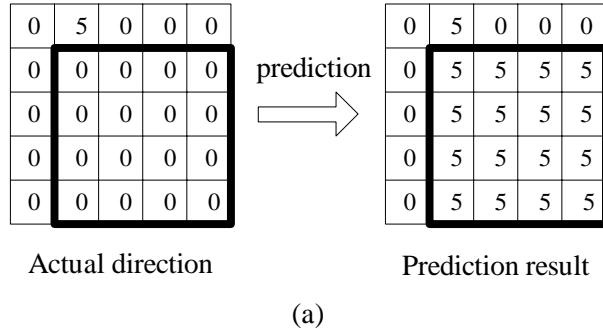 0 5 0 0 0 0 5 0 0 0
0 0 0 0 0 prediction 0 5 5 5 5
0 0 0 0 0 0 5 5 5 5
0 0 0 0 0 0 5 5 5 5
0 0 0 0 0 0 5 5 5 5
Actual direction Prediction result
(a)